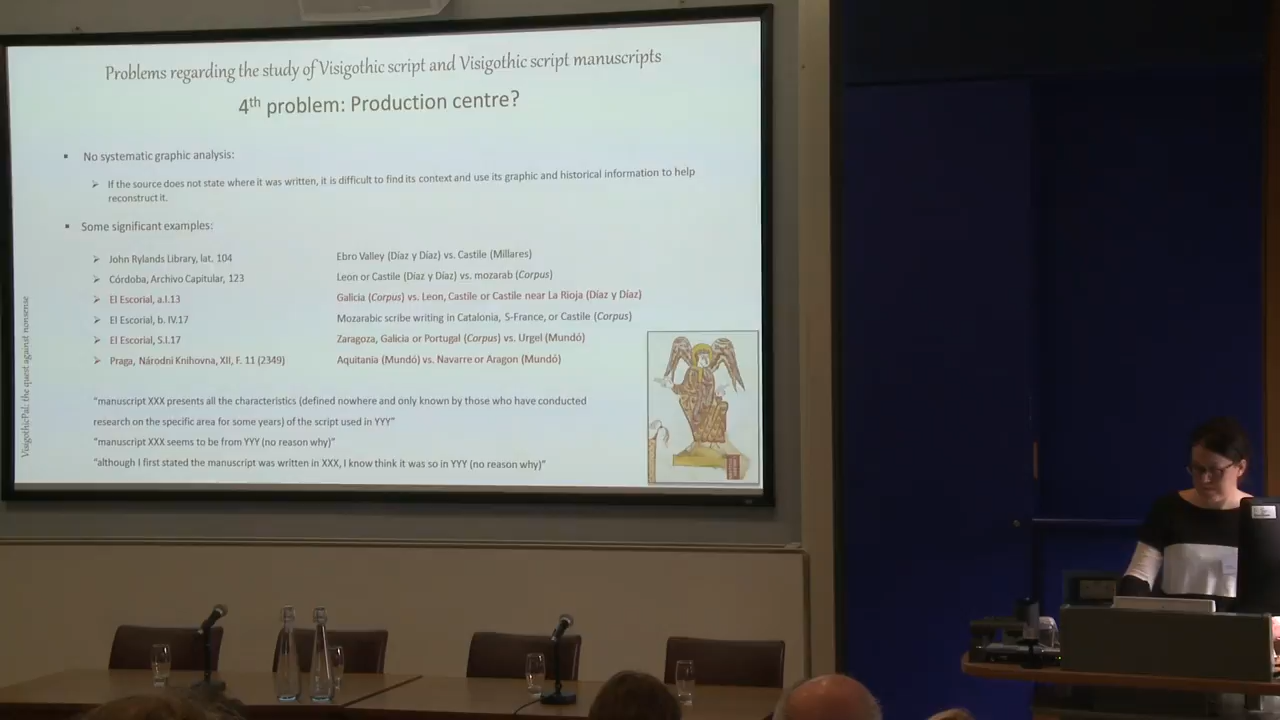 Problems regarding the study of Visigothic script and Visigothic script manuscripts
4th problem: Production centre?
▪ No systematic graphic analysis:
➢ If the source does not state where it was written, it is difficult to find its context and use its graphic and historical information to help
reconstruct it.
▪ Some significant examples:
➢ John Rylands Library, lat. 104 Ebro Valley (Díaz y Díaz) vs. Castile (Millares)
➢ Córdoba, Archivo Capitular, 123 Leon or Castile (Díaz y Díaz) vs. mozarab (Corpus)
➢ El Escorial, a.I.13 Galicia (Corpus) vs. Leon, Castile or Castile near La Rioja (Díaz y Díaz)
➢ El Escorial, b. IV.17 Mozarabic scribe writing in Catalonia, S-France, or Castile (Corpus)
➢ El Escorial, S.I.17 Zaragoza, Galicia or Portugal (Corpus) vs. Urgel (Mundó)
➢ Praga, Národni Knihovna, XII, F. 11 (2349) Aquitania (Mundó) vs. Navarre or Aragon (Mundó)
"manuscript XXX presents all the characteristics (defined nowhere and only known by those who have conducted
research on the specific area for some years) of the script used in YYY"
"manuscript XXX seems to be from YYY (no reason why)"
"although I first stated the manuscript was written in XXX, I know think it was so in YYY (no reason why)"
VisigothicPal: the quest against nonsense